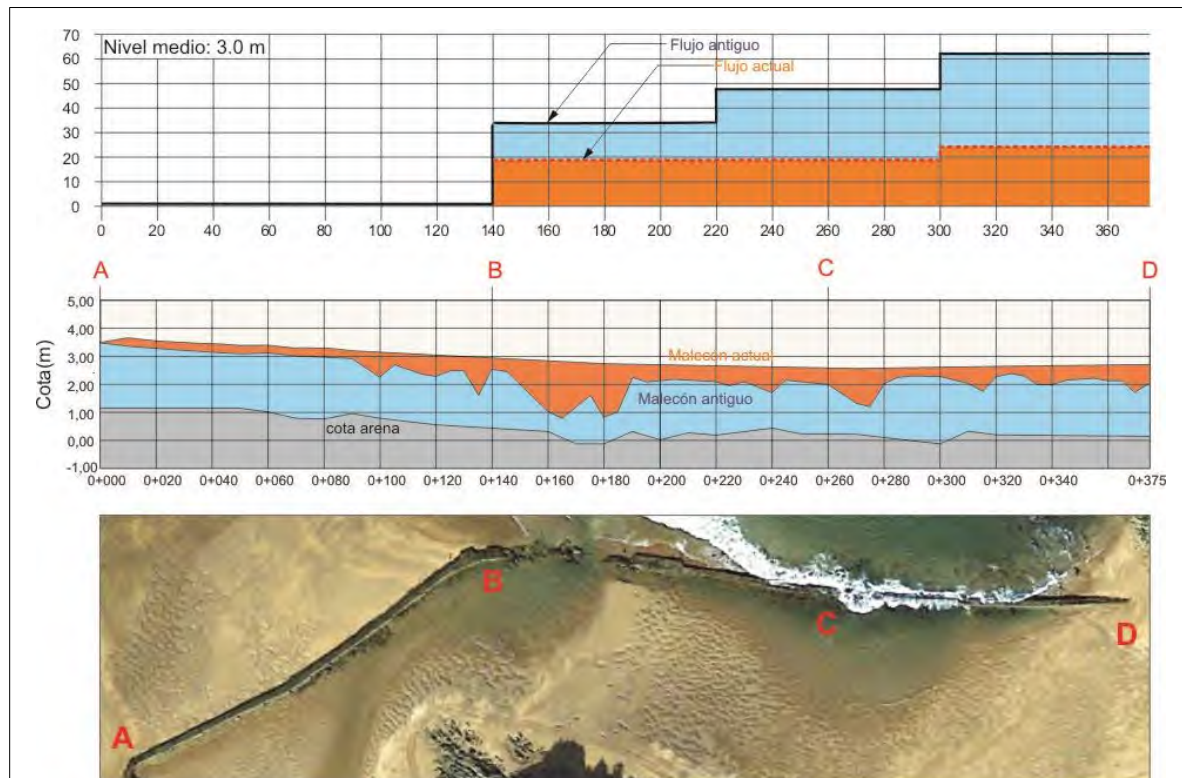 70
Nivel medio: 3.0 m
Flujo antiguo
60
Flujo actual
50
40
30
20
10
0
0 20 40 60 80 100 120 140 160 180 200 220 240 260 280 300 320 340 360
A B C D
5,00
4,00
3,00
2,00
1,00
0,00
-1,00
Cota(m)
Malecón actual
Malecón antiguo
cota arena
0+000 0+020 0+040 0+060 0+080 0+100 0+120 0+140 0+160 0+180 0+200 0+220 0+240 0+260 0+280 0+300 0+320 0+340 0+375
B
C
D
A